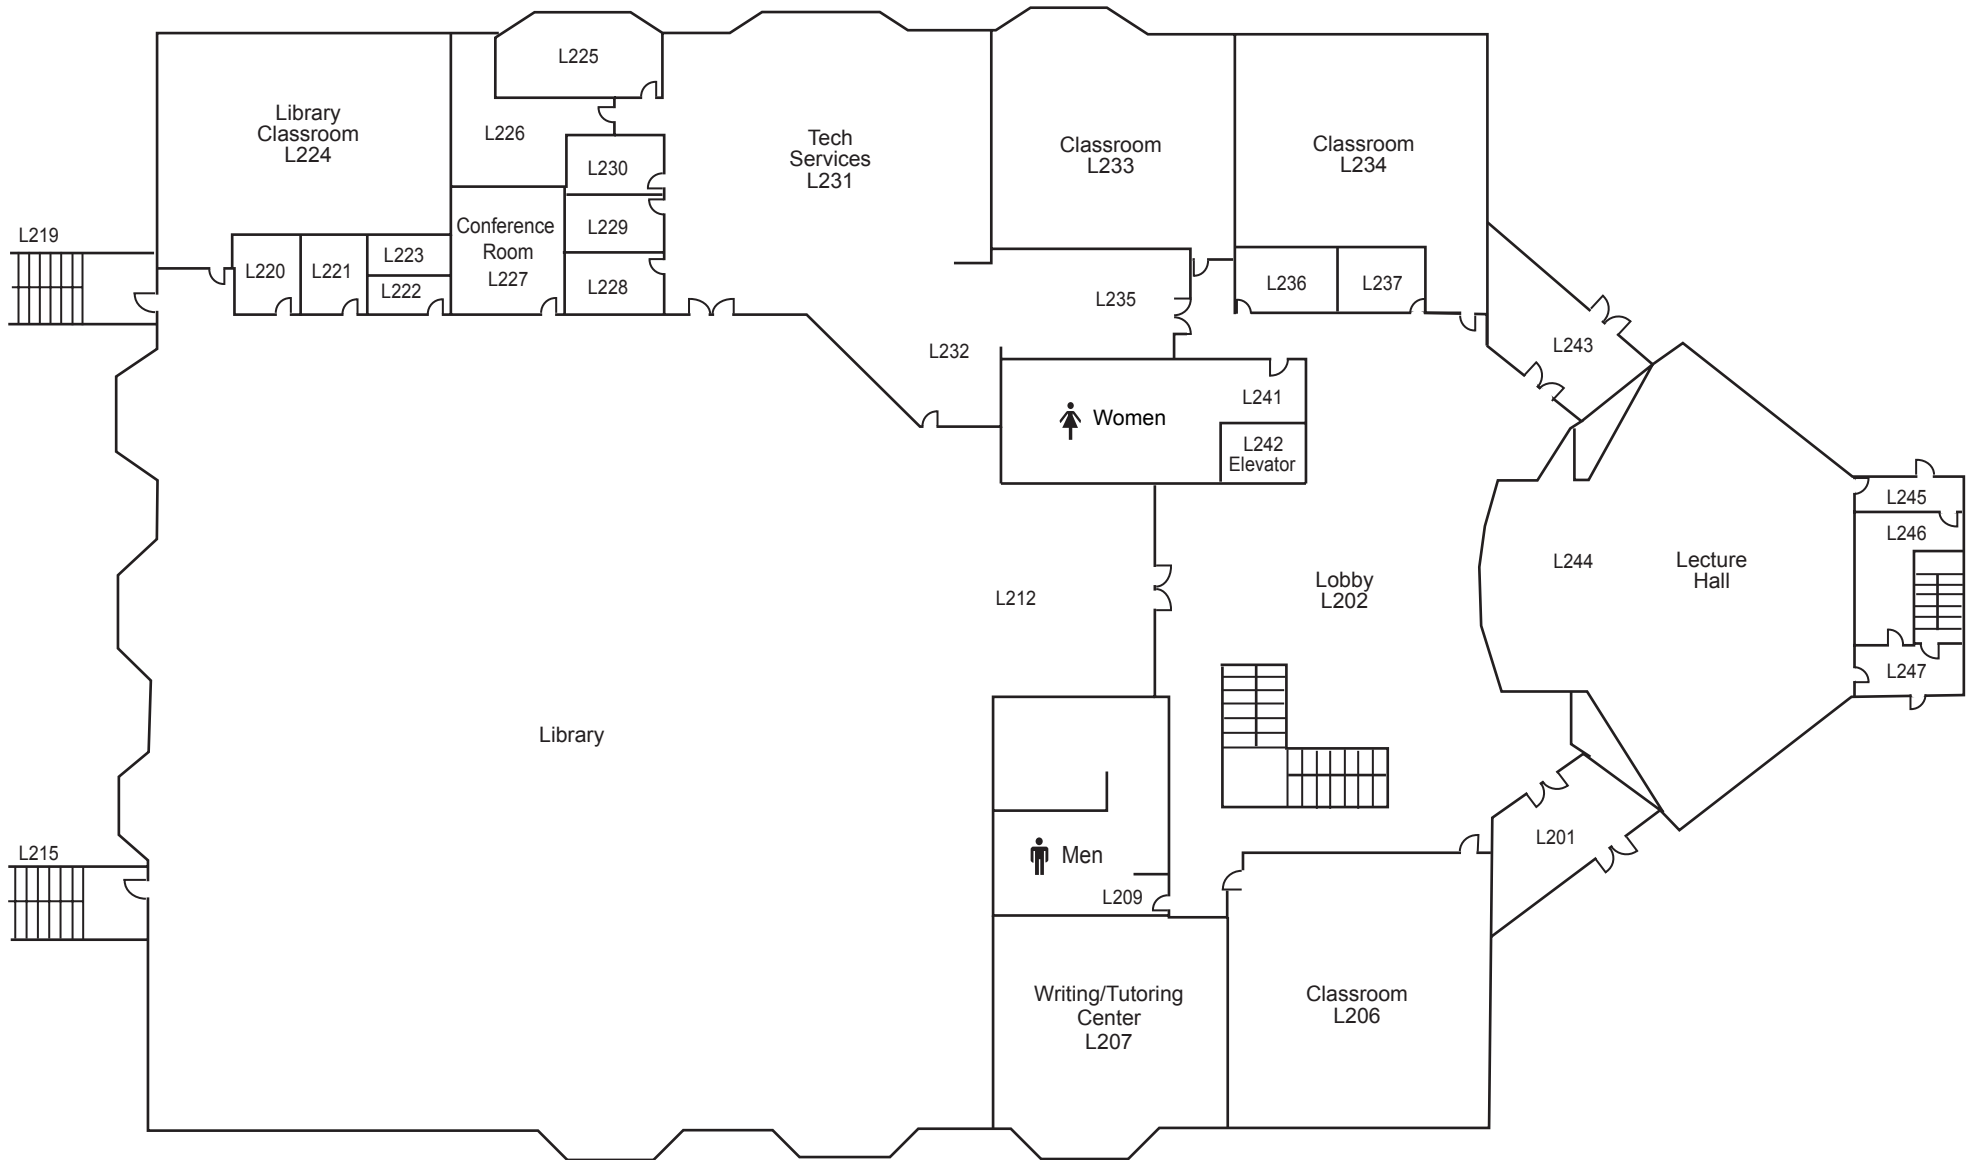 L225
Library
Classroom
L224
L226
Tech
Services
L231
Classroom
L233
Classroom
L234
L230
L219
L220
L221
L223
L222
Conference
Room
L227
L229
L228
L235
L236
L237
L232
L243
Women
L241
L242
Elevator
L245
L246
L244
Lecture
Hall
L212
Lobby
L202
L247
Library
L215
Men
L209
L201
Writing/Tutoring
Center
L207
Classroom
L206